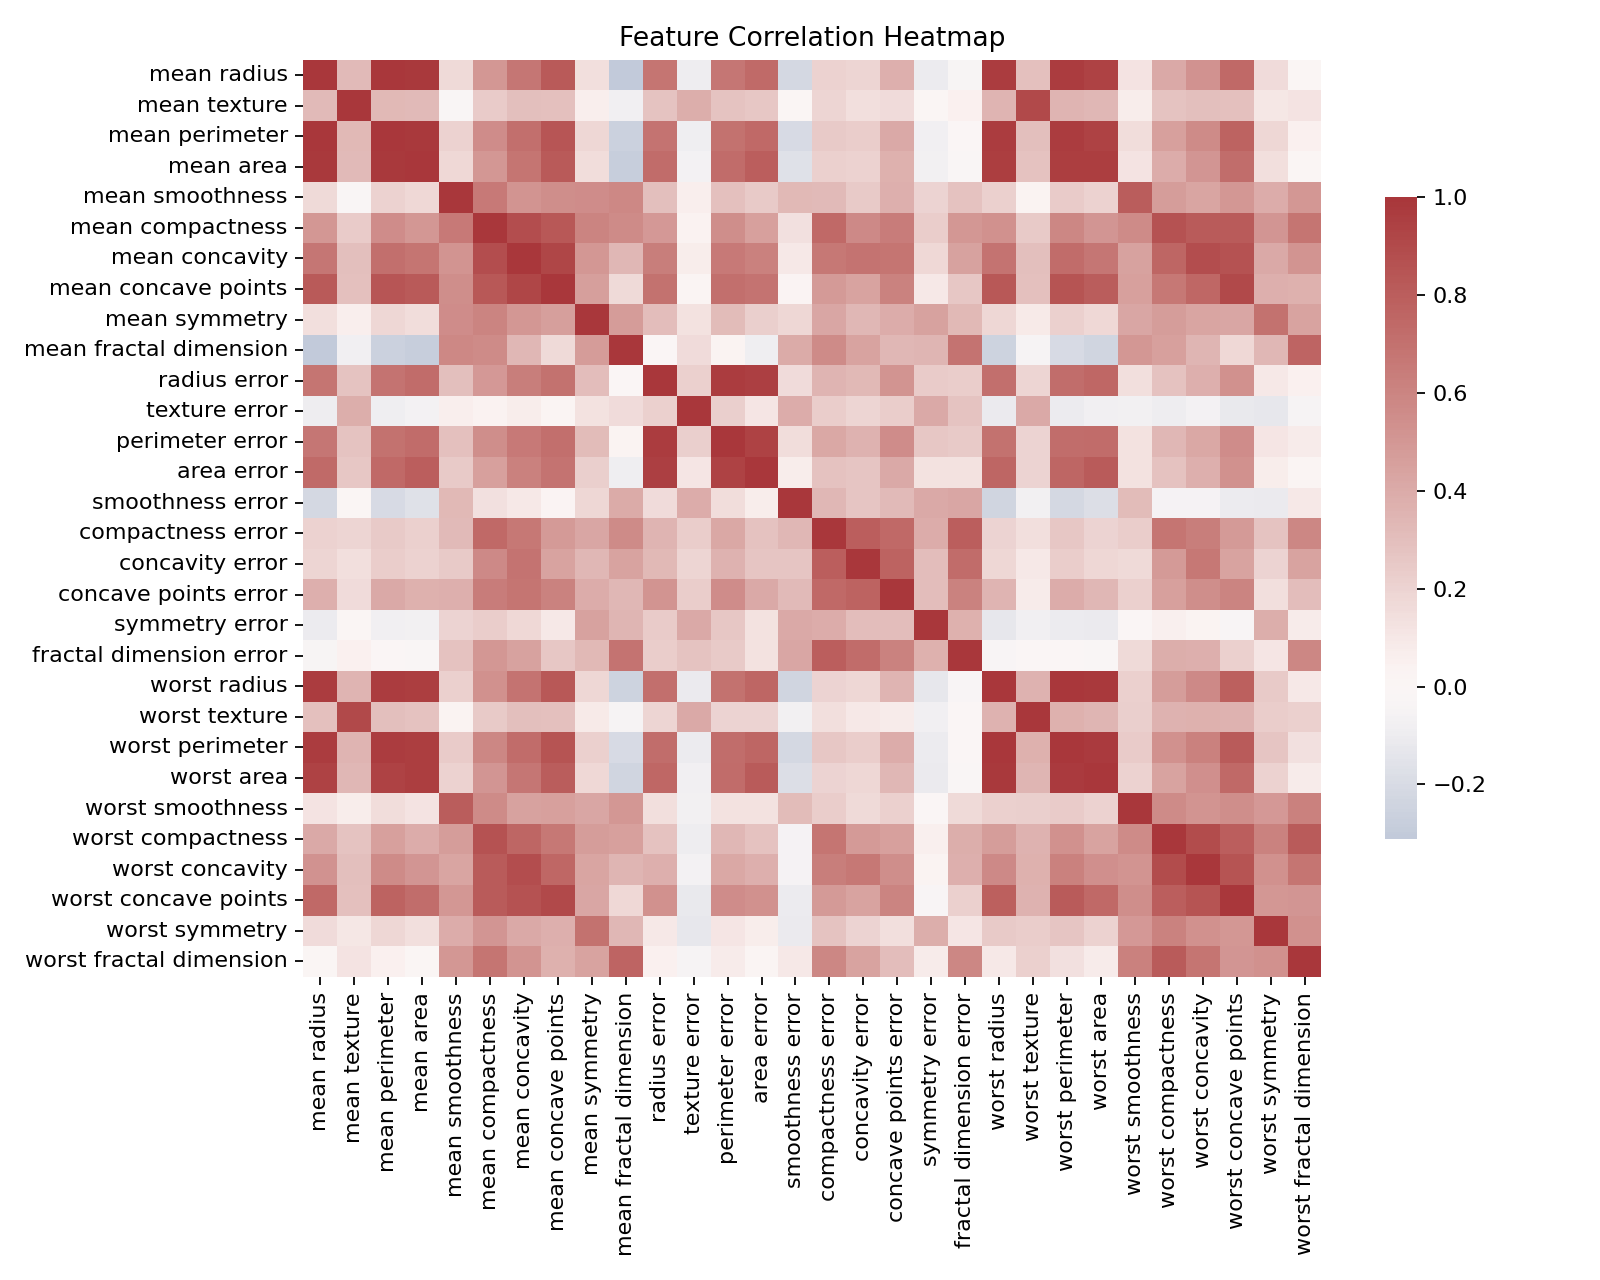 Feature Correlation Heatmap
mean radius
mean texture
mean perimeter
mean area
mean smoothness
mean compactness
mean concavity
mean concave points
mean symmetry
mean fractal dimension
radius error
texture error
perimeter error
area error
smoothness error
compactness error
concavity error
concave points error
symmetry error
fractal dimension error
worst radius
worst texture
worst perimeter
worst area
worst smoothness
worst compactness
worst concavity
worst concave points
worst symmetry
worst fractal dimension
mean radius
mean texture
mean perimeter
mean area
mean smoothness
mean compactness
mean concavity
mean concave points
mean symmetry
mean fractal dimension
radius error
texture error
perimeter error
area error
smoothness error
compactness error
concavity error
concave points error
symmetry error
fractal dimension error
worst radius
worst texture
worst perimeter
worst area
worst smoothness
worst compactness
worst concavity
worst concave points
worst symmetry
worst fractal dimension
1.0
0.8
0.6
0.4
0.2
0.0
−0.2